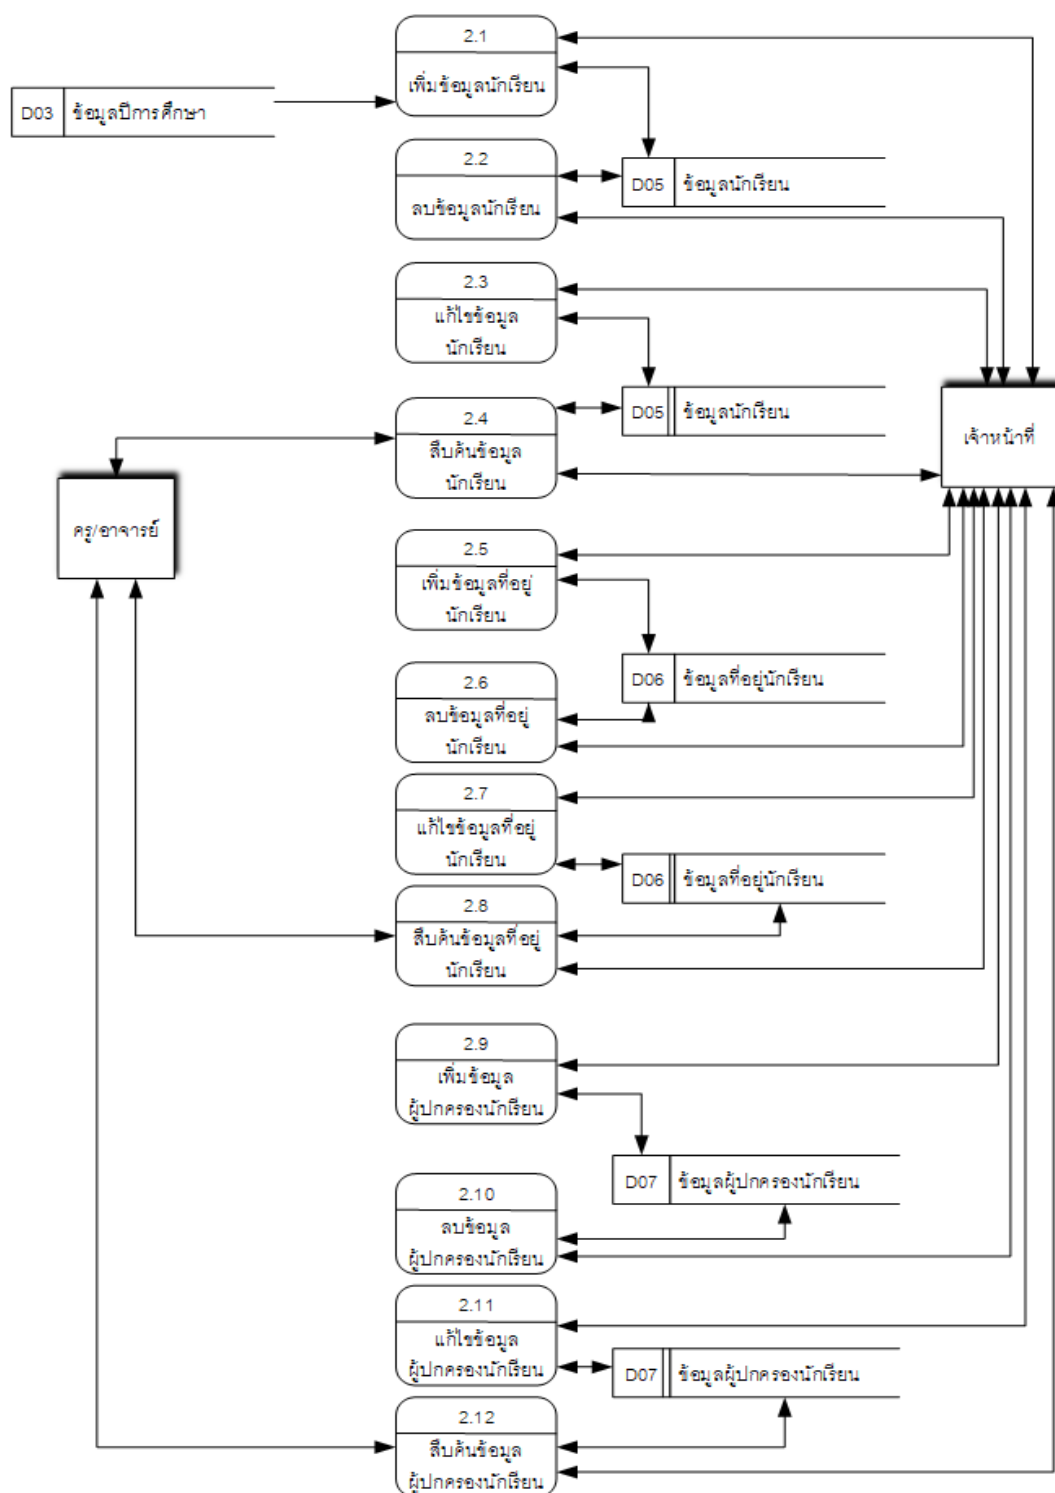 2.1
เพิ่มข้อมูลนักเรียน
D03 ข้อมูลปีการศึกษา
2.2
ลบข้อมูลนักเรียน
D05 ข้อมูลนักเรียน
2.3
แก้ไขข้อมูล
นักเรียน
D05 ข้อมูลนักเรียน
2.4
สืบค้นข้อมูล
นักเรียน
เจ้าหน้าที่
ครู/อาจารย์
2.5
เพิ่มข้อมูลที่อยู่
นักเรียน
D06 ข้อมูลที่อยู่นักเรียน
2.6
ลบข้อมูลที่อยู่
นักเรียน
2.7
แก้ไขข้อมูลที่อยู่
นักเรียน
D06 ข้อมูลที่อยู่นักเรียน
2.8
สืบค้นข้อมูลที่อยู่
นักเรียน
2.9
เพิ่มข้อมูล
ผู้ปกครองนักเรียน
D07 ข้อมูลผู้ปกครองนักเรียน
2.10
ลบข้อมูล
ผู้ปกครองนักเรียน
2.11
แก้ไขข้อมูล
ผู้ปกครองนักเรียน
D07 ข้อมูลผู้ปกครองนักเรียน
2.12
สืบค้นข้อมูล
ผู้ปกครองนักเรียน